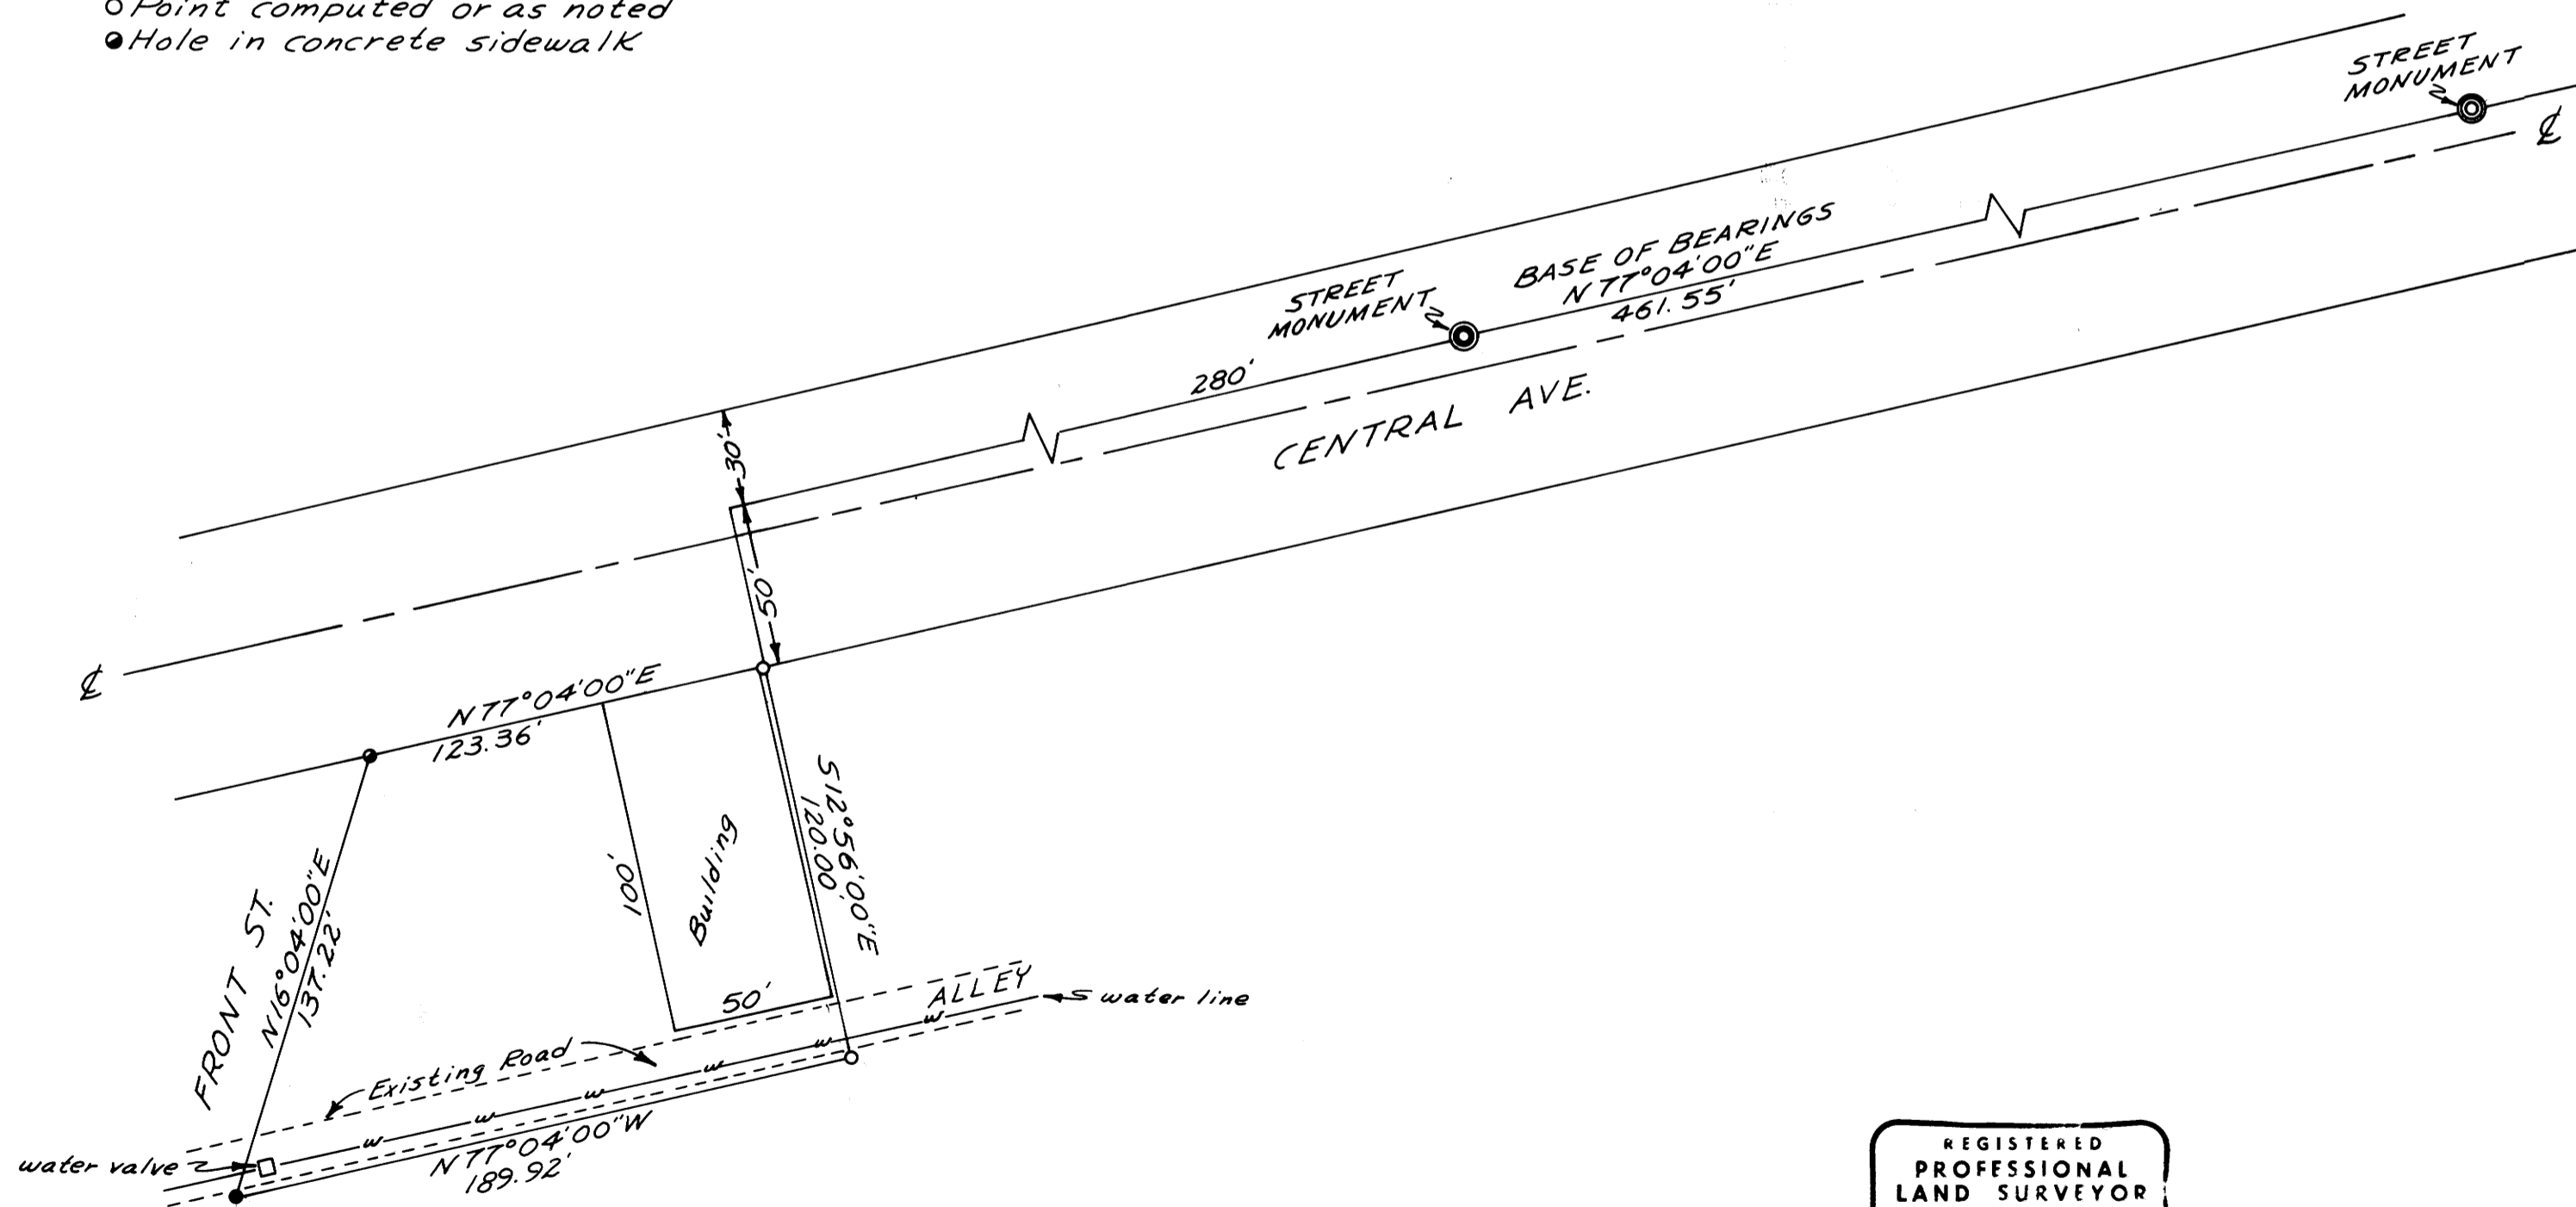 Point computed or as noted
Hole in concrete sidewalk
STREET
MONUMENT
℄
BASE OF BEARINGS
N 77°04'00"E
461.55'
STREET
MONUMENT
280'
CENTRAL AVE.
30'
50'
℄
N 77°04'00"E
123.36'
S12°56'00"E
120.00'
Building
100'
50'
FRONT ST.
N16°04'00"E
137.22'
ALLEY
water line
Existing Road
w w w w w w
water valve
N 77°04'00"W
189.92'
REGISTERED
PROFESSIONAL
LAND SURVEYOR